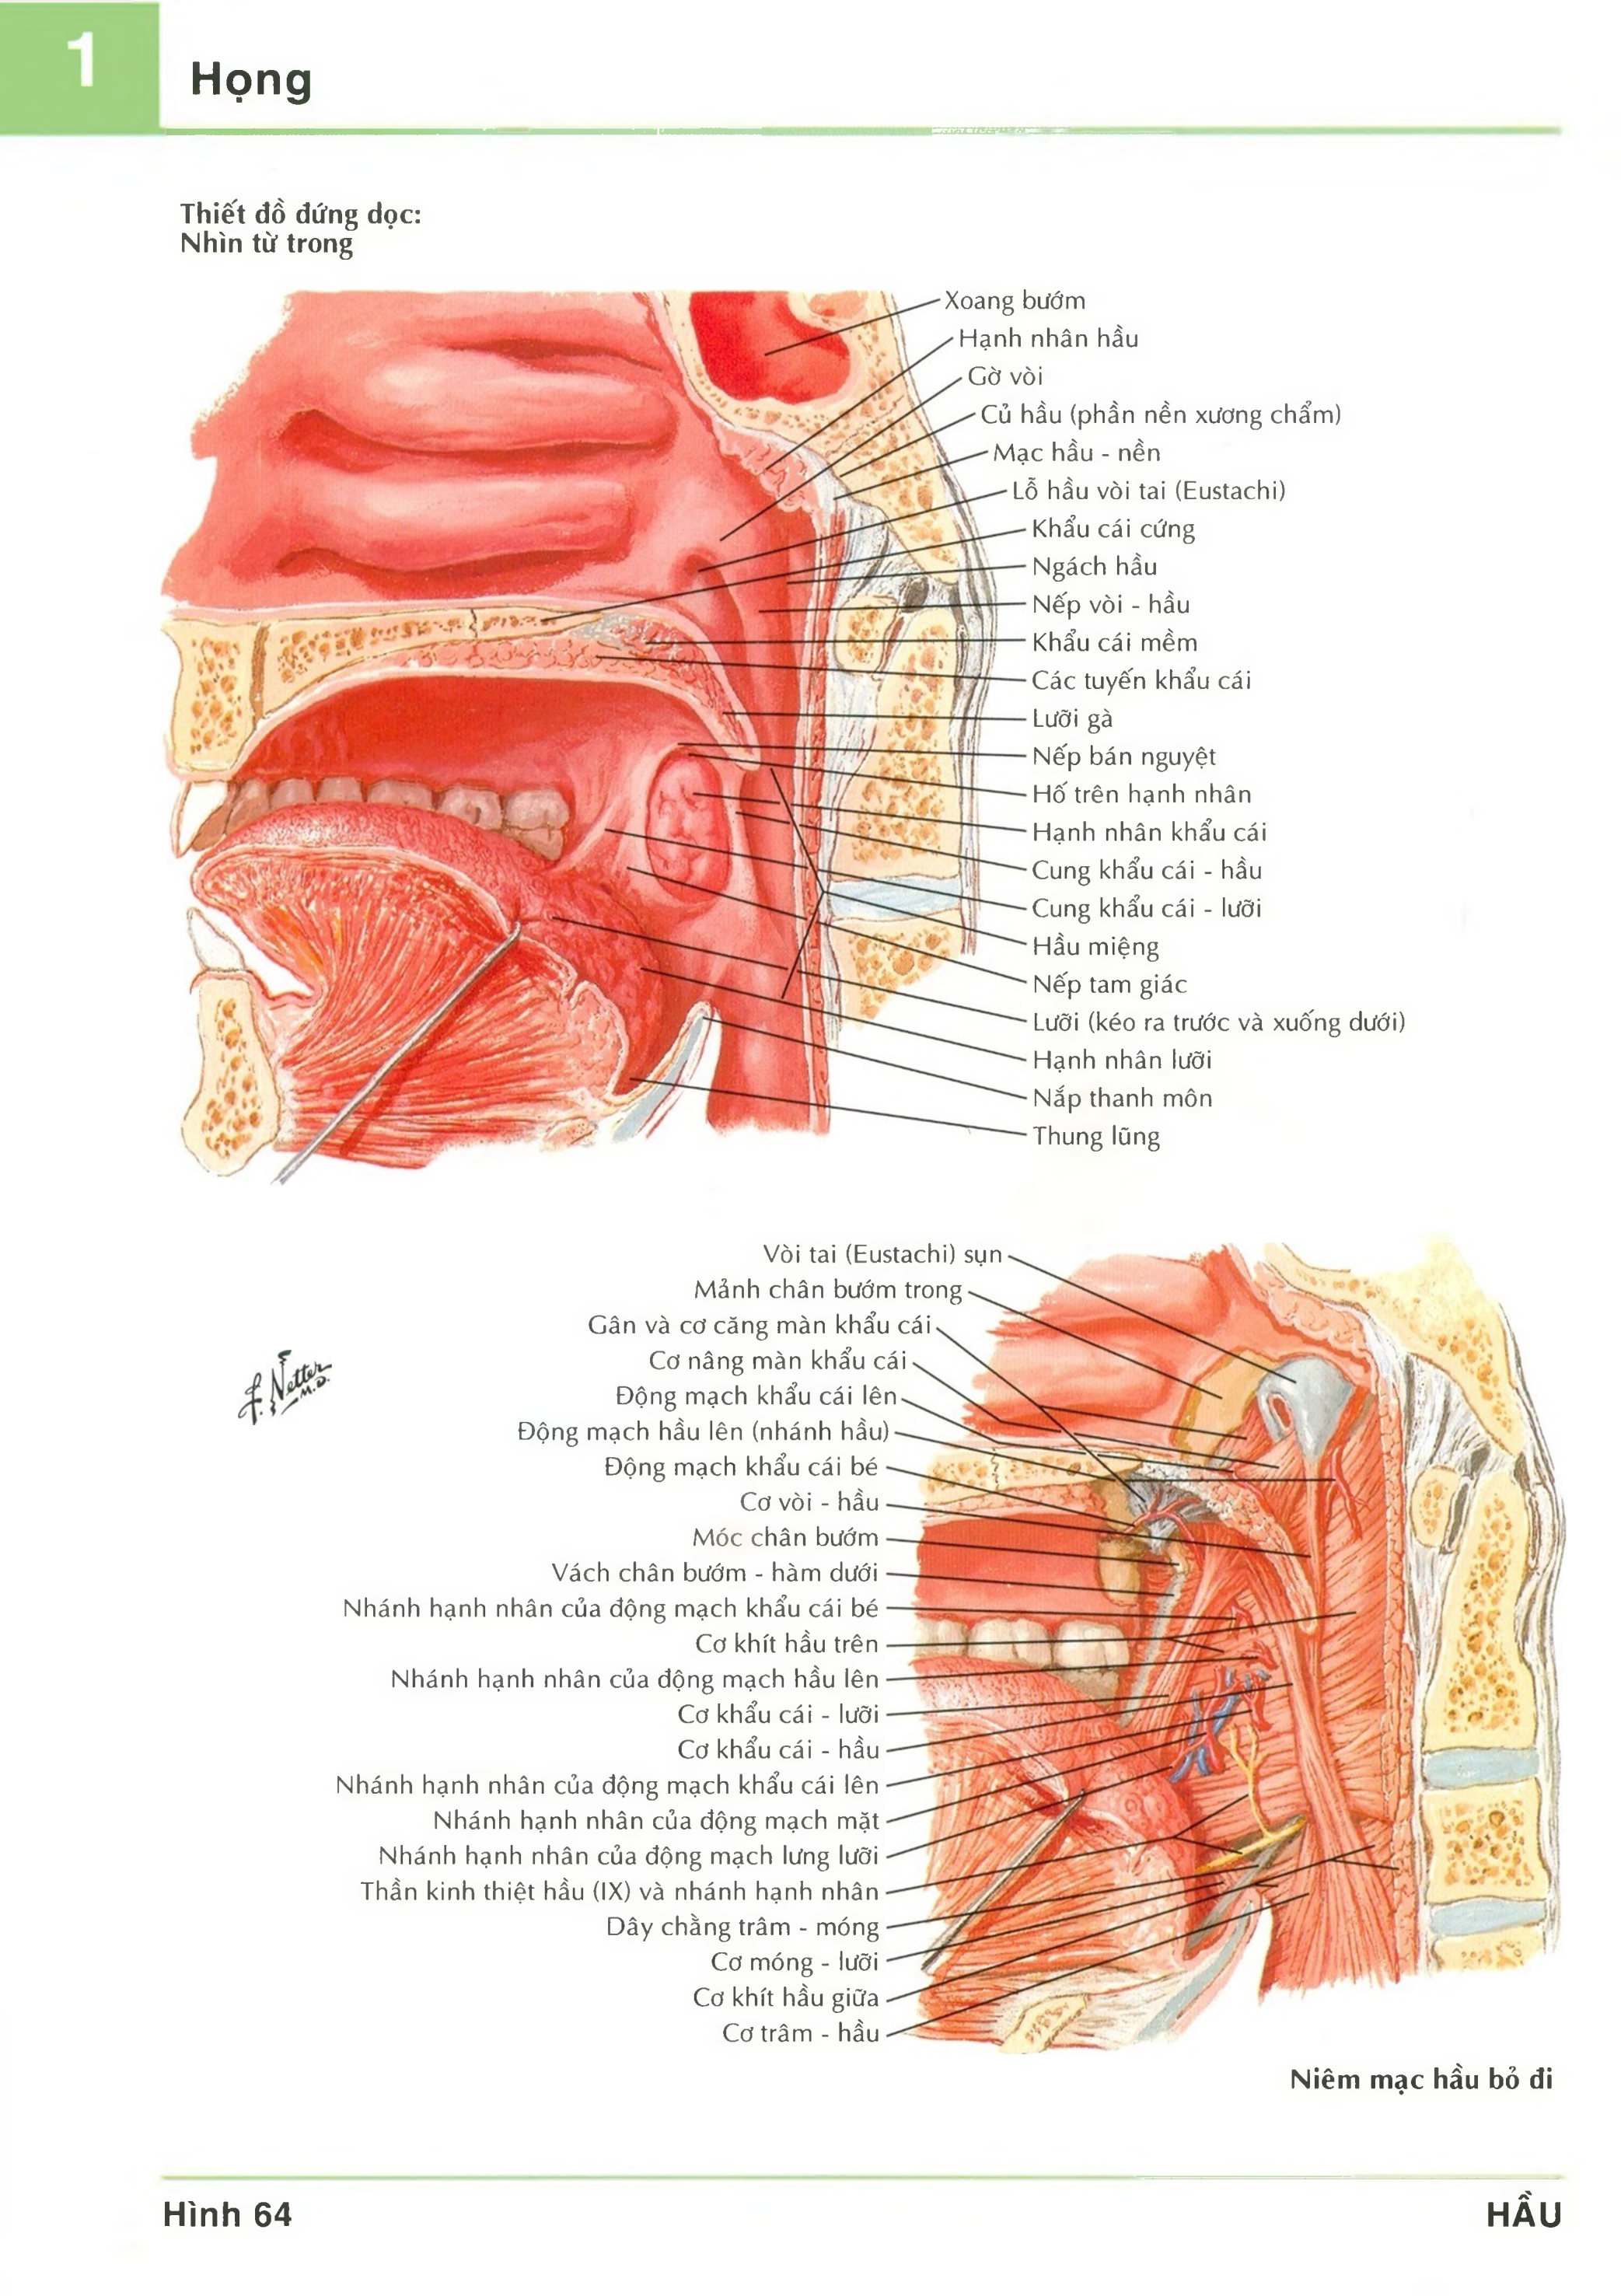 1
Họng
Thiết đồ đứng dọc:
Nhìn từ trong
Xoang bướm
Hạnh nhân hầu
Gờ vòi
Củ hầu (phần nền xương chẩm)
Mạc hầu - nền
Lỗ hầu vòi tai (Eustachi)
Khẩu cái cứng
Ngách hầu
Nếp vòi - hầu
Khẩu cái mềm
Các tuyến khẩu cái
Lưỡi gà
Nếp bán nguyệt
Hố trên hạnh nhân
Hạnh nhân khẩu cái
Cung khẩu cái - hầu
Cung khẩu cái - lưỡi
Hầu miệng
Nếp tam giác
Lưỡi (kéo ra trước và xuống dưới)
Hạnh nhân lưỡi
Nắp thanh môn
Thung lũng
Vòi tai (Eustachi) sụn
Mảnh chân bướm trong
Gân và cơ căng màn khẩu cái
Cơ nâng màn khẩu cái
Động mạch khẩu cái lên
Động mạch hầu lên (nhánh hầu)
Động mạch khẩu cái bé
Cơ vòi - hầu
Móc chân bướm
Vách chân bướm - hàm dưới
Nhánh hạnh nhân của động mạch khẩu cái bé
Cơ khít hầu trên
Nhánh hạnh nhân của động mạch hầu lên
Cơ khẩu cái - lưỡi
Cơ khẩu cái - hầu
Nhánh hạnh nhân của động mạch khẩu cái lên
Nhánh hạnh nhân của động mạch mặt
Nhánh hạnh nhân của động mạch lưng lưỡi
Thần kinh thiệt hầu (IX) và nhánh hạnh nhân
Dây chằng trâm - móng
Cơ móng - lưỡi
Cơ khít hầu giữa
Cơ trâm - hầu
F. Netter
M.D.
Niêm mạc hầu bỏ đi
Hình 64
HẦU